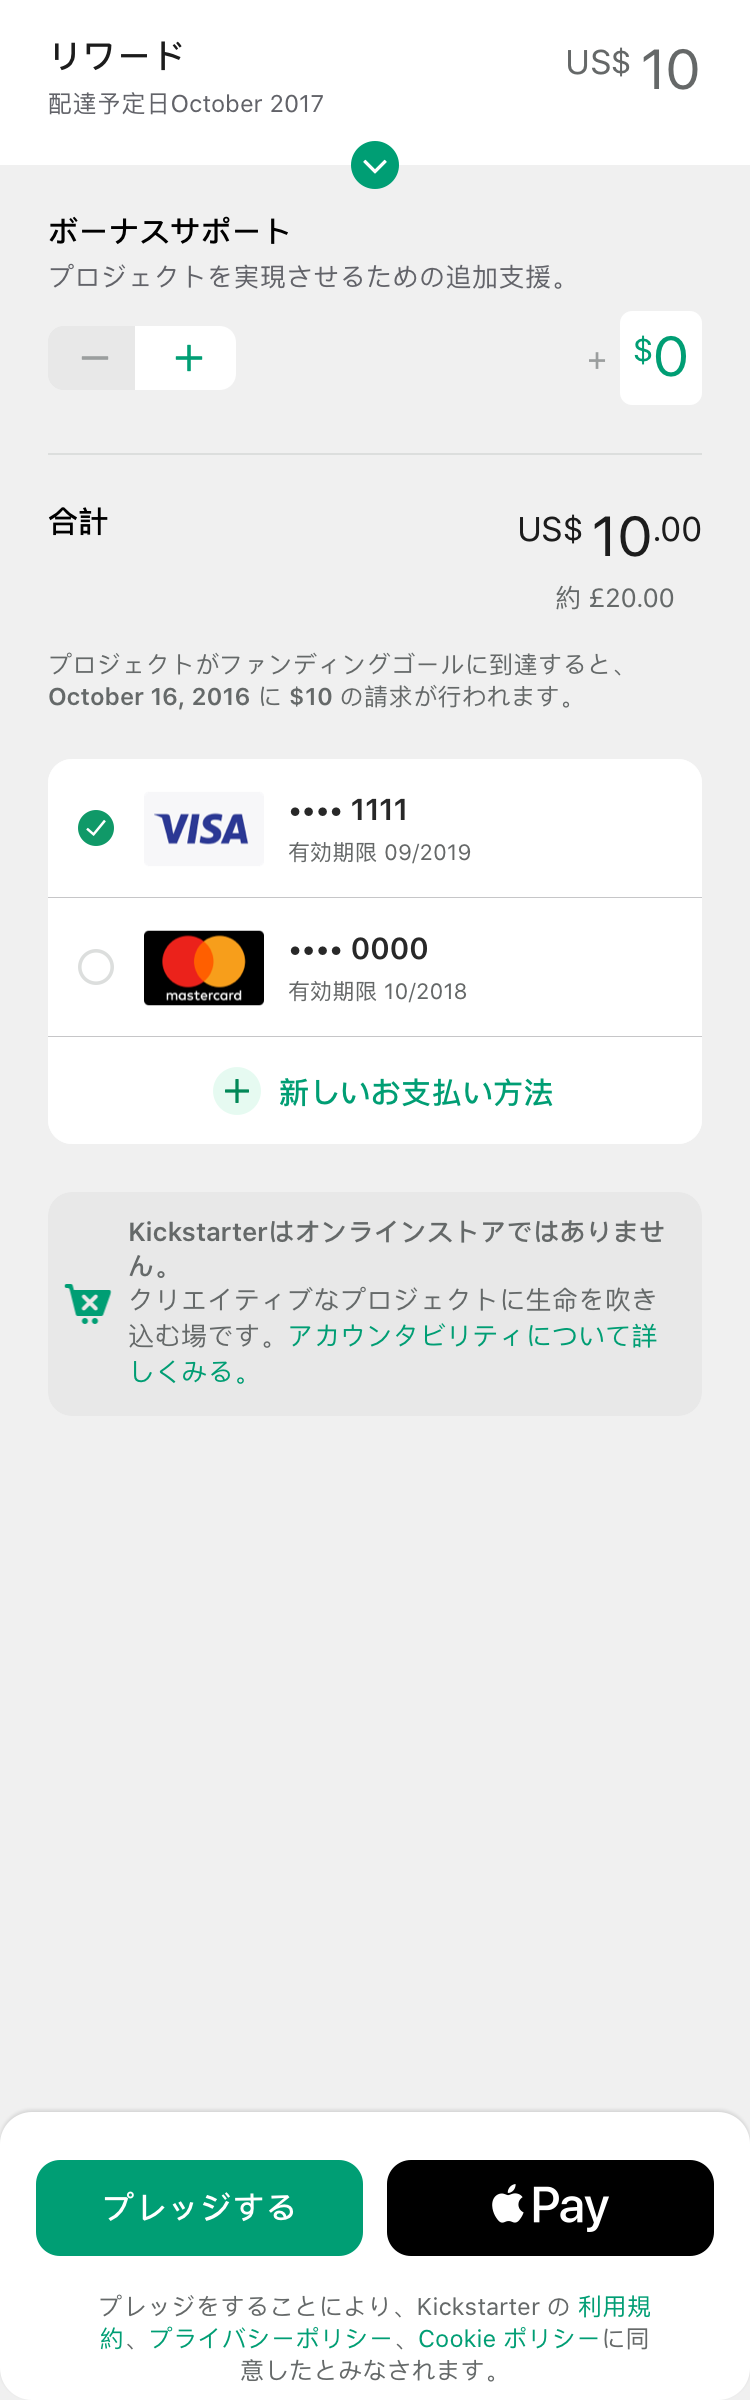 リワード
US$ 10
配達予定日October 2017
ボーナスサポート
プロジェクトを実現させるための追加支援。
+ $0
合計
US$ 10.00
約 £20.00
プロジェクトがファンディングゴールに到達すると、
October 16, 2016 に $10 の請求が行われます。
VISA
•••• 1111
有効期限 09/2019
mastercard
•••• 0000
有効期限 10/2018
新しいお支払い方法
Kickstarterはオンラインストアではありませ
ん。
クリエイティブなプロジェクトに生命を吹き
込む場です。アカウンタビリティについて詳
しくみる。
プレッジする
Pay
プレッジをすることにより、Kickstarter の 利用規
約、プライバシーポリシー、Cookie ポリシーに同
意したとみなされます。